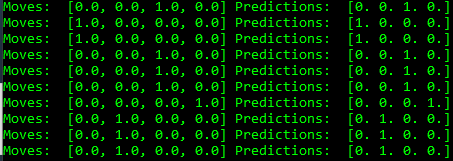 Moves:  [0.0, 0.0, 1.0, 0.0] Predictions:  [0. 0. 1. 0.]
Moves:  [1.0, 0.0, 0.0, 0.0] Predictions:  [1. 0. 0. 0.]
Moves:  [1.0, 0.0, 0.0, 0.0] Predictions:  [1. 0. 0. 0.]
Moves:  [0.0, 0.0, 1.0, 0.0] Predictions:  [0. 0. 1. 0.]
Moves:  [0.0, 0.0, 1.0, 0.0] Predictions:  [0. 0. 1. 0.]
Moves:  [0.0, 0.0, 1.0, 0.0] Predictions:  [0. 0. 1. 0.]
Moves:  [0.0, 0.0, 0.0, 1.0] Predictions:  [0. 0. 0. 1.]
Moves:  [0.0, 1.0, 0.0, 0.0] Predictions:  [0. 1. 0. 0.]
Moves:  [0.0, 1.0, 0.0, 0.0] Predictions:  [0. 1. 0. 0.]
Moves:  [0.0, 1.0, 0.0, 0.0] Predictions:  [0. 1. 0. 0.]